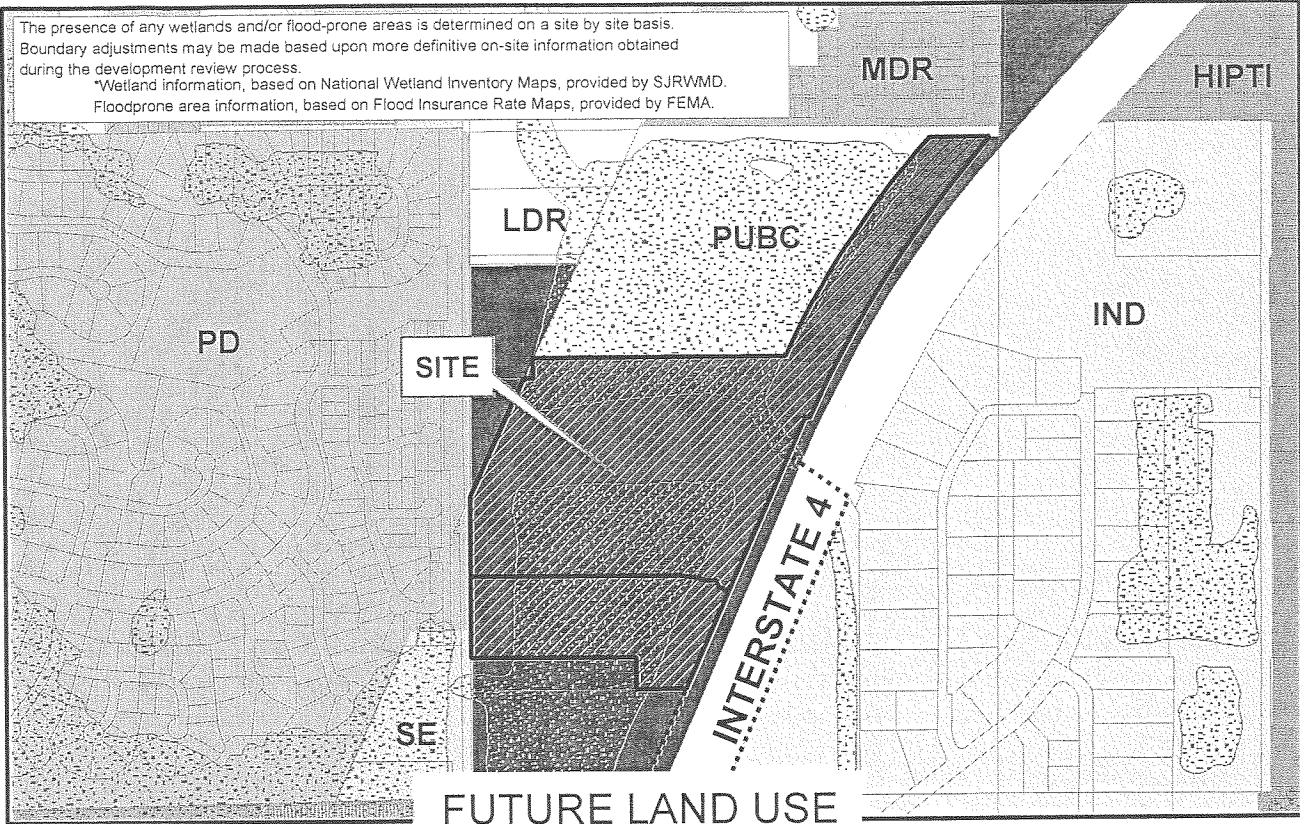 The presence of any wetlands and/or flood-prone areas is determined on a site by site basis.
Boundary adjustments may be made based upon more definitive on-site information obtained
during the development review process.
*Wetland information, based on National Wetland Inventory Maps, provided by SJRWMD.
Floodprone area information, based on Flood Insurance Rate Maps, provided by FEMA.
MDR
HIPTI
LDR
PUBC
IND
PD
SITE
INTERSTATE 4
SE
FUTURE LAND USE